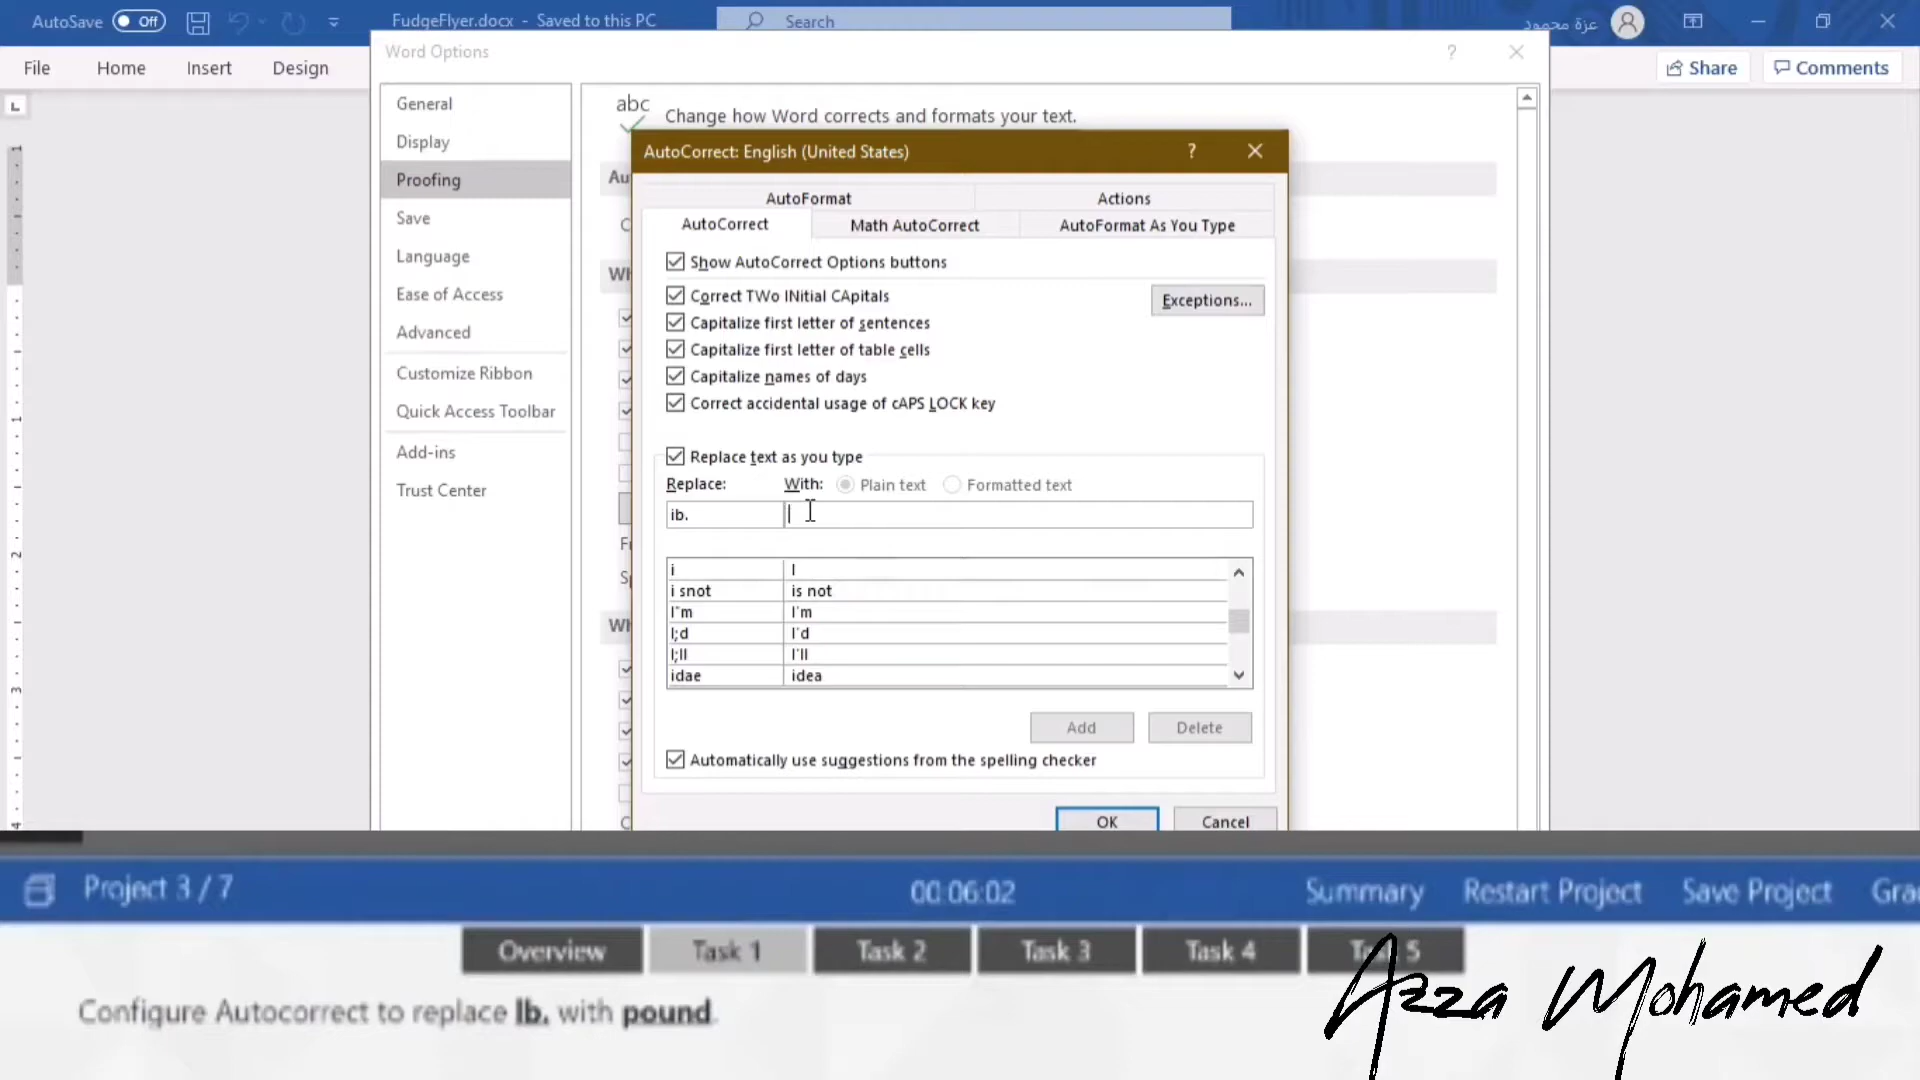 AutoSave Off FudgeFlyer.docx - Saved to this PC Search عزة محمود
Word Options
File Home Insert Design Share Comments
General
Display
Proofing
Save
Language
Ease of Access
Advanced
Customize Ribbon
Quick Access Toolbar
Add-ins
Trust Center
abc Change how Word corrects and formats your text.
AutoCorrect: English (United States)
AutoFormat Actions
AutoCorrect Math AutoCorrect AutoFormat As You Type
Show AutoCorrect Options buttons
Correct TWo INitial CApitals Exceptions...
Capitalize first letter of sentences
Capitalize first letter of table cells
Capitalize names of days
Correct accidental usage of cAPS LOCK key
Replace text as you type
Replace: With: Plain text Formatted text
ib.
i I
i snot is not
I"m I'm
I;d I'd
I;ll I'll
idae idea
Add Delete
Automatically use suggestions from the spelling checker
OK Cancel
Project 3 / 7 00:06:02 Summary Restart Project Save Project
Overview Task 1 Task 2 Task 3 Task 4 Task 5
Configure Autocorrect to replace lb. with pound.
Azza Mohamed